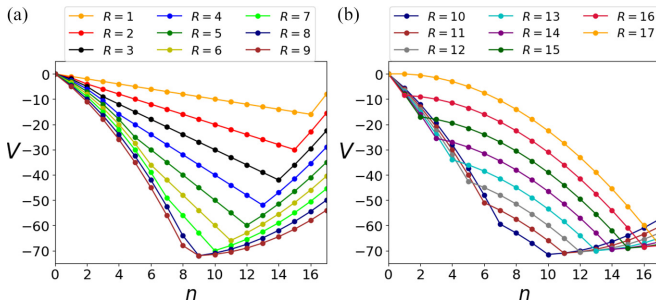 (a)
R = 1 R = 4 R = 7
R = 2 R = 5 R = 8
R = 3 R = 6 R = 9
V
0
−10
−20
−30
−40
−50
−60
−70
0 2 4 6 8 10 12 14 16
n
(b)
R = 10 R = 13 R = 16
R = 11 R = 14 R = 17
R = 12 R = 15
V
0
−10
−20
−30
−40
−50
−60
−70
0 2 4 6 8 10 12 14 16
n